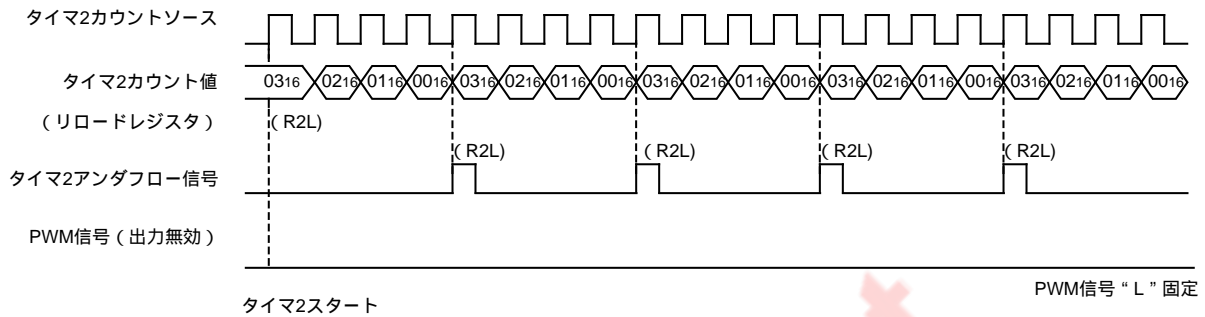 タイマ2カウントソース
タイマ2カウント値
0316 0216 0116 0016 0316 0216 0116 0016 0316 0216 0116 0016 0316 0216 0116 0016 0316 0216 0116 0016
(リロードレジスタ)
(R2L)
(R2L) (R2L) (R2L) (R2L)
タイマ2アンダフロー信号
PWM信号(出力無効)
PWM信号“L”固定
タイマ2スタート